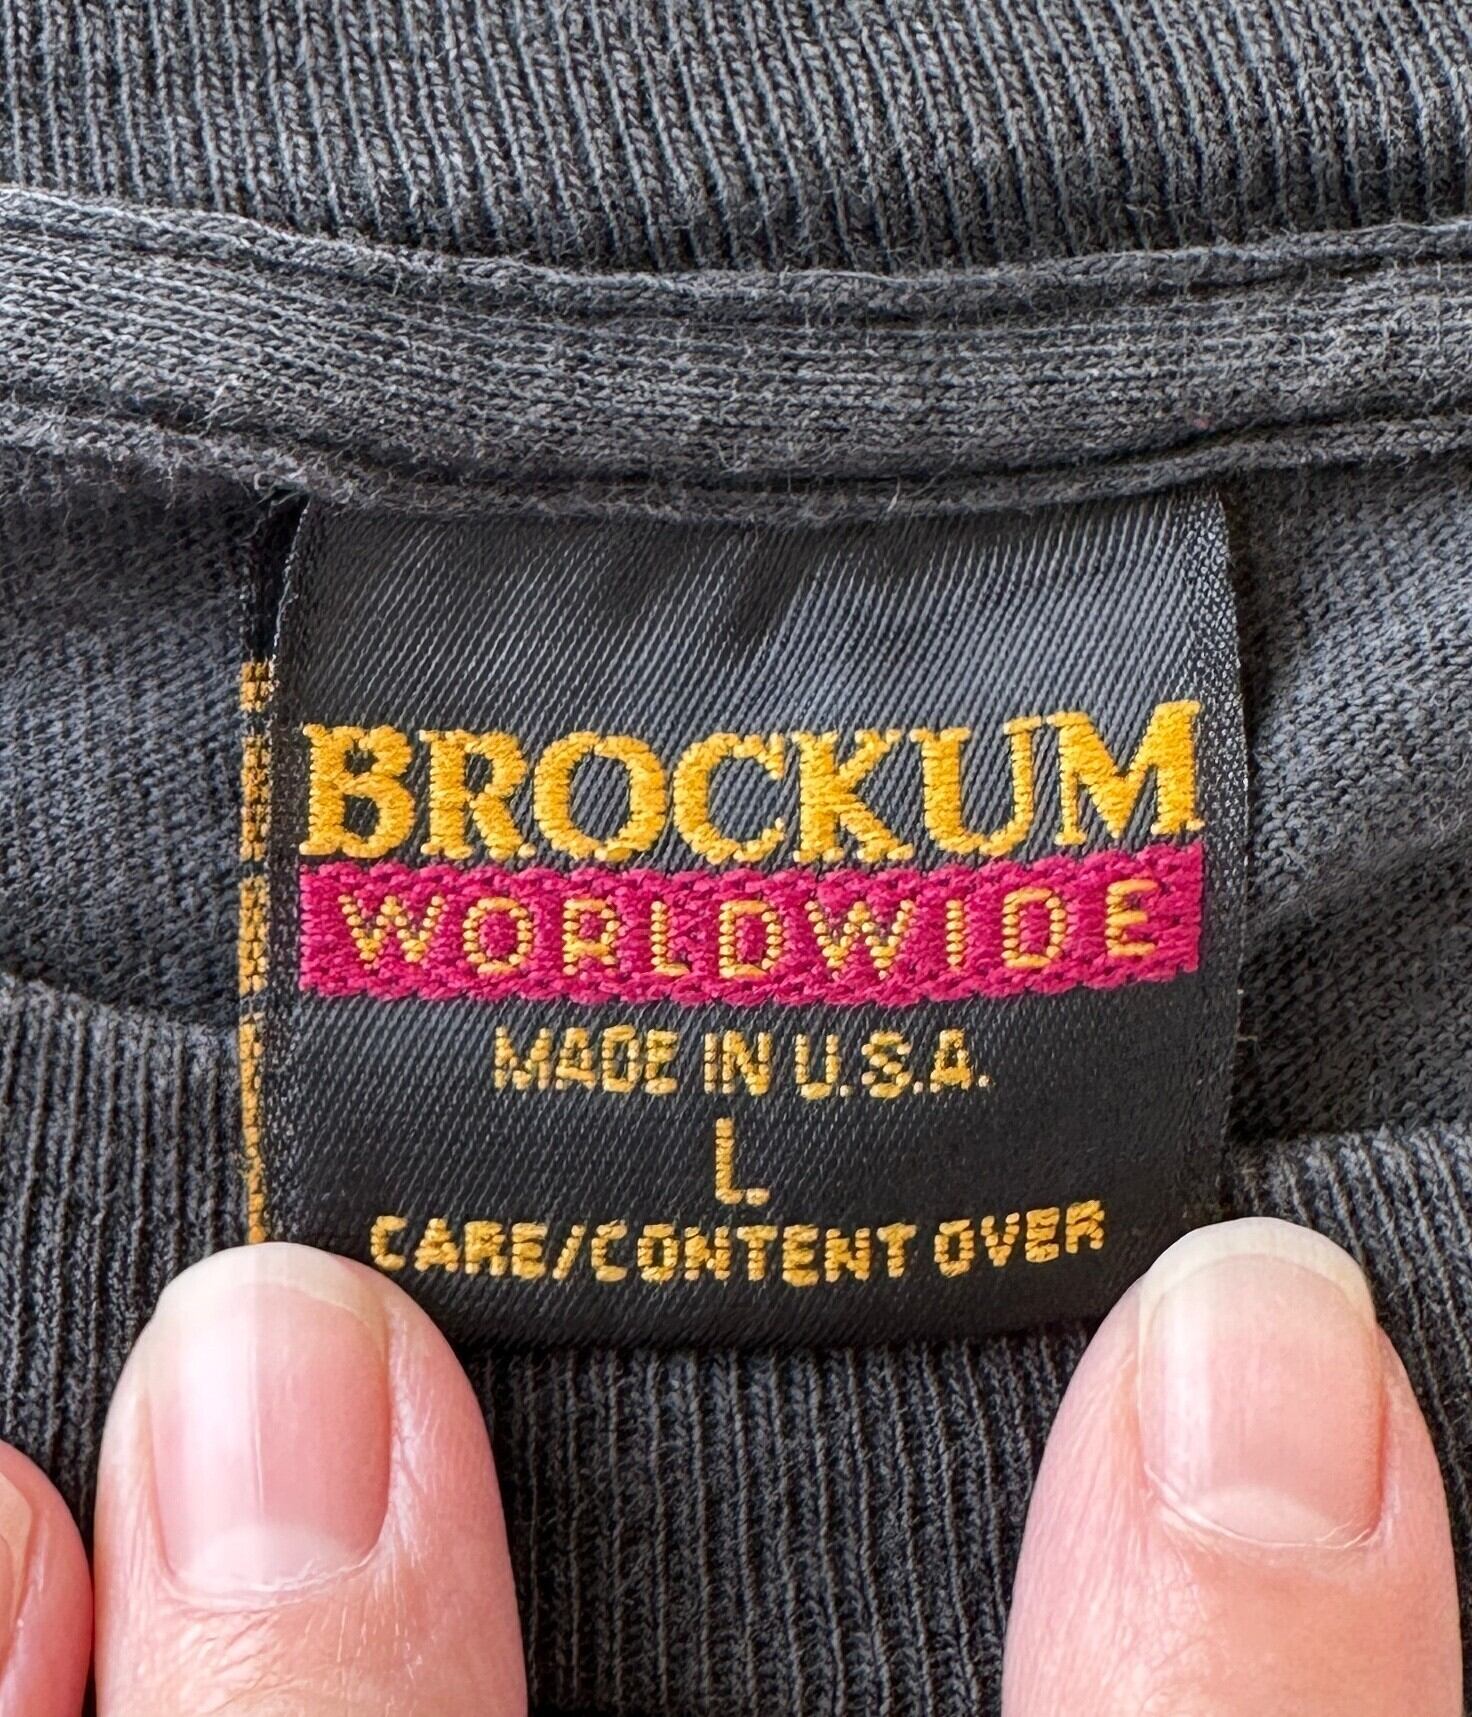 BROCKUM
WORLDWIDE
MADE IN U.S.A.
L.
CARE/CONTENT OVER